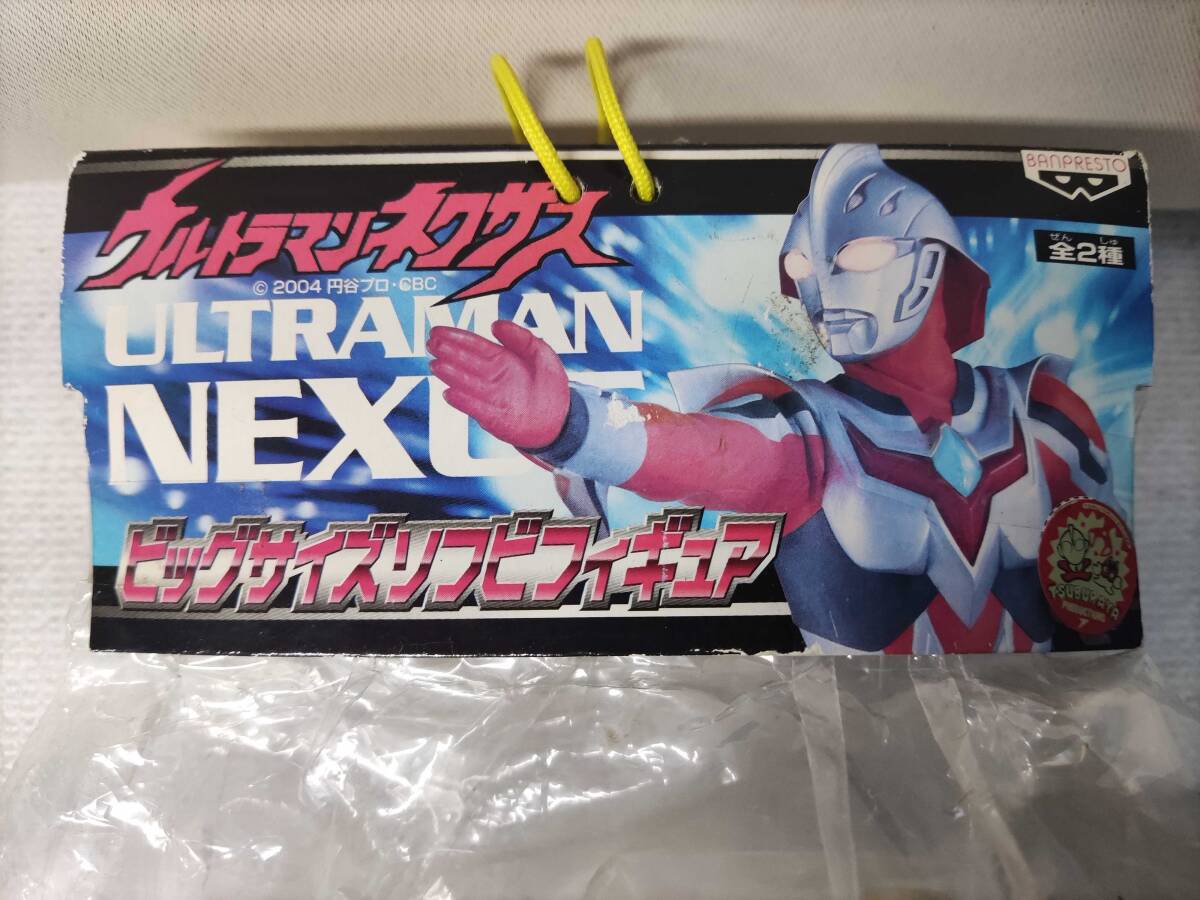 ウルトラマンネクサス
© 2004 円谷プロ・CBC
ULTRAMAN
NEXUS
ビッグサイズソフビフィギュア
BANPRESTO
ぜん しゅ
全2種
TSUBURAYA